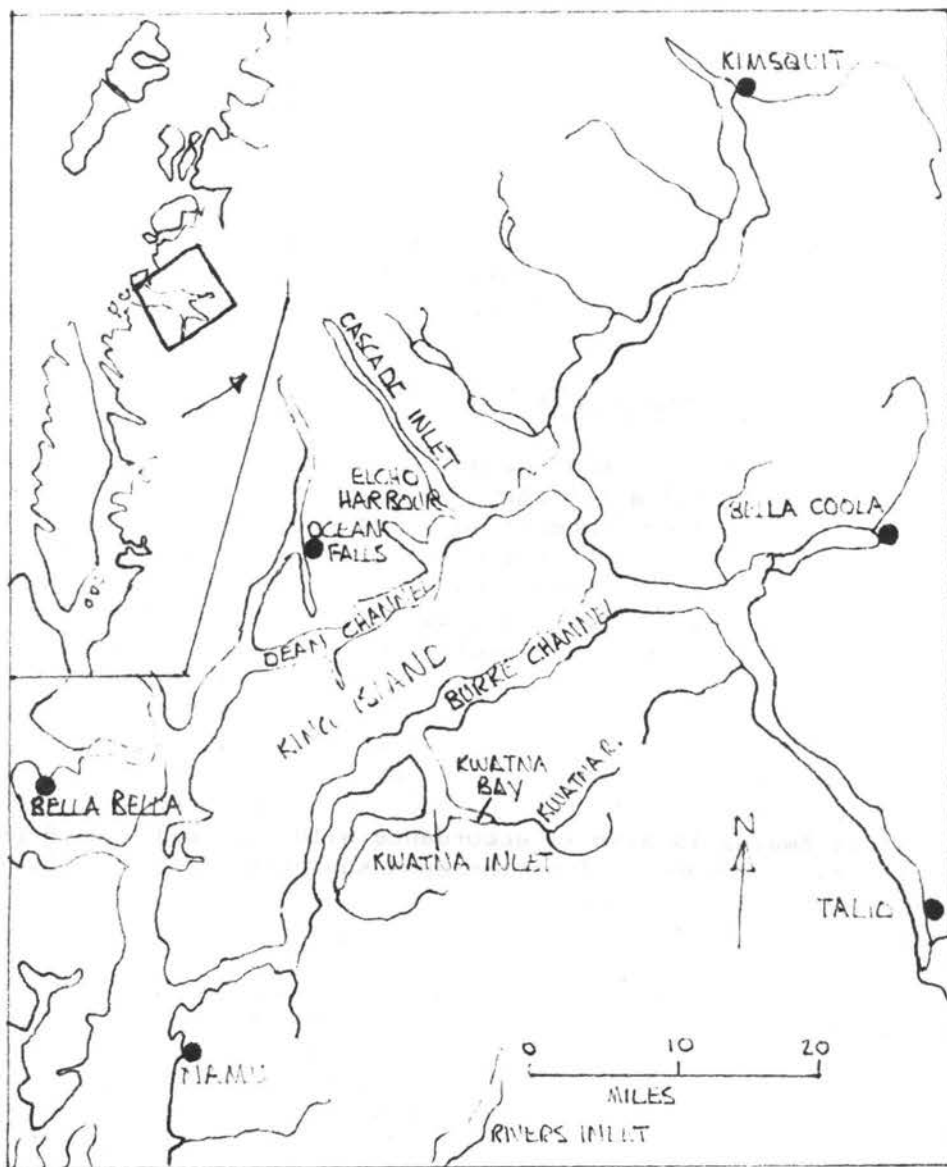 KIMSQUIT
CASCADE INLET
ELCHO
HARBOUR
OCEAN
FALLS
BELLA COOLA
DEAN CHANNEL
KING ISLAND
BURKE CHANNEL
KWATNA
BAY
KWATNA R.
BELLA BELLA
KWATNA INLET
N
TALIO
NAMU
0 10 20
MILES
RIVERS INLET